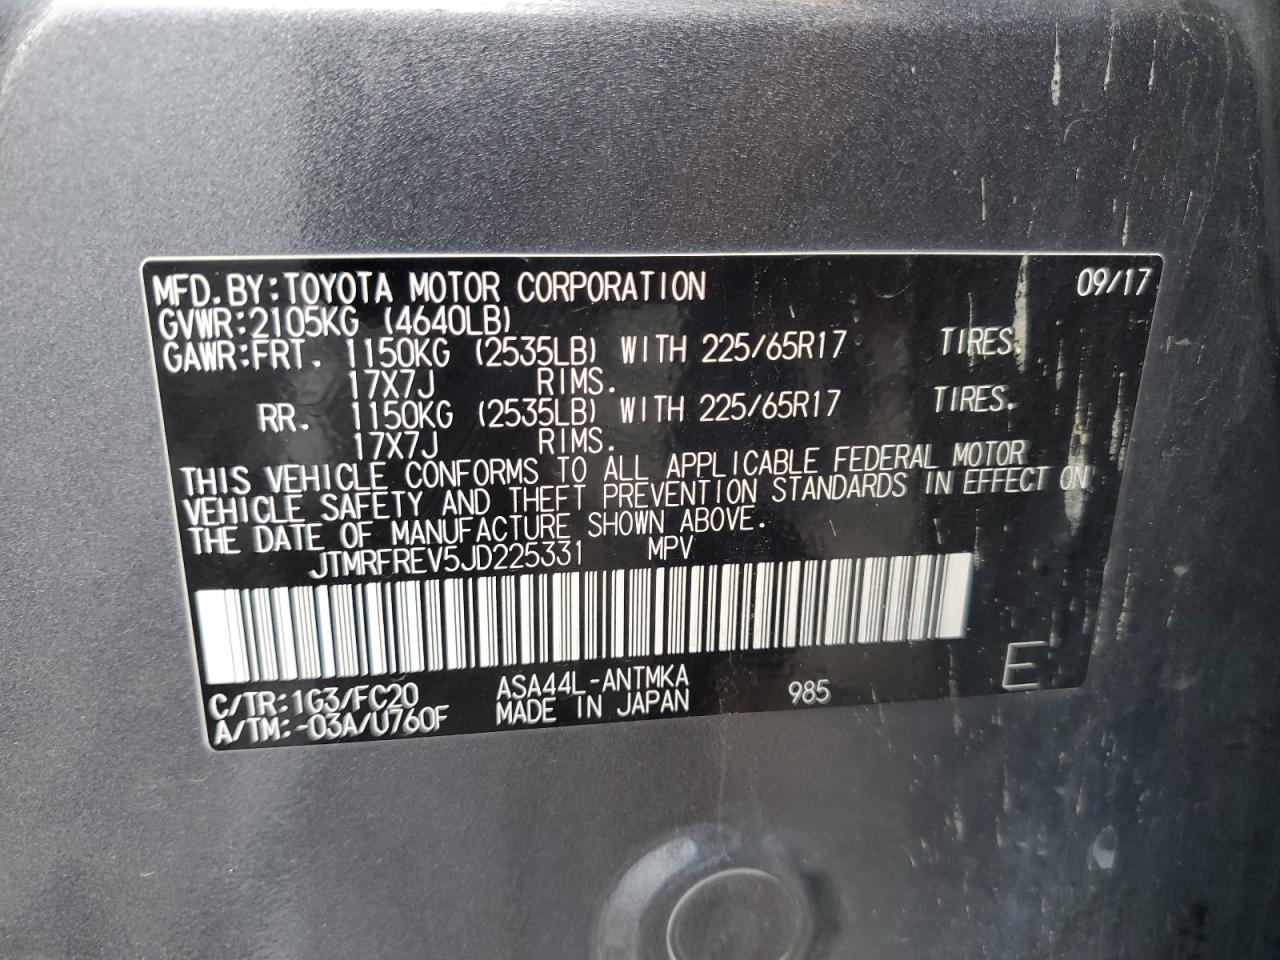 MFD.BY:TOYOTA MOTOR CORPORATION 09/17
GVWR:2105KG (4640LB)
GAWR:FRT. 1150KG (2535LB) WITH 225/65R17 TIRES.
17X7J RIMS.
RR. 1150KG (2535LB) WITH 225/65R17 TIRES.
17X7J RIMS.
THIS VEHICLE CONFORMS TO ALL APPLICABLE FEDERAL MOTOR
VEHICLE SAFETY AND THEFT PREVENTION STANDARDS IN EFFECT ON
THE DATE OF MANUFACTURE SHOWN ABOVE.
JTMRFREV5JD225331 MPV
E
C/TR:1G3/FC20 ASA44L-ANTMKA 985
A/TM:-03A/U760F MADE IN JAPAN